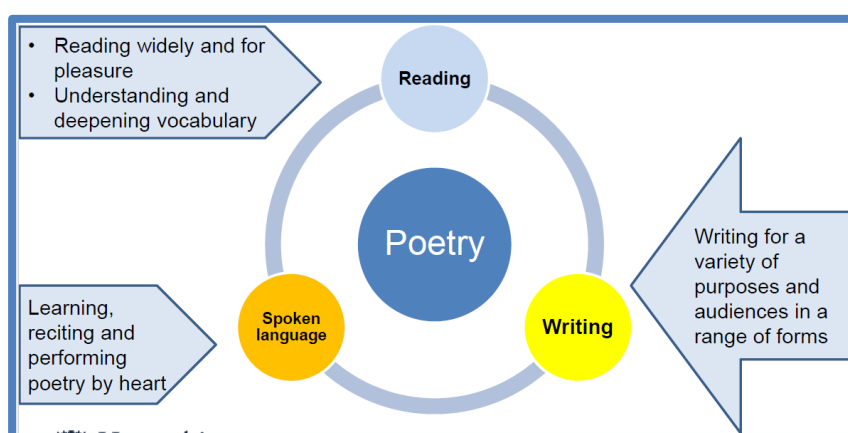 • Reading widely and for
pleasure
• Understanding and
deepening vocabulary
Reading
Poetry
Writing for a
variety of
purposes and
audiences in a
range of forms
Learning,
reciting and
performing
poetry by heart
Spoken
language
Writing